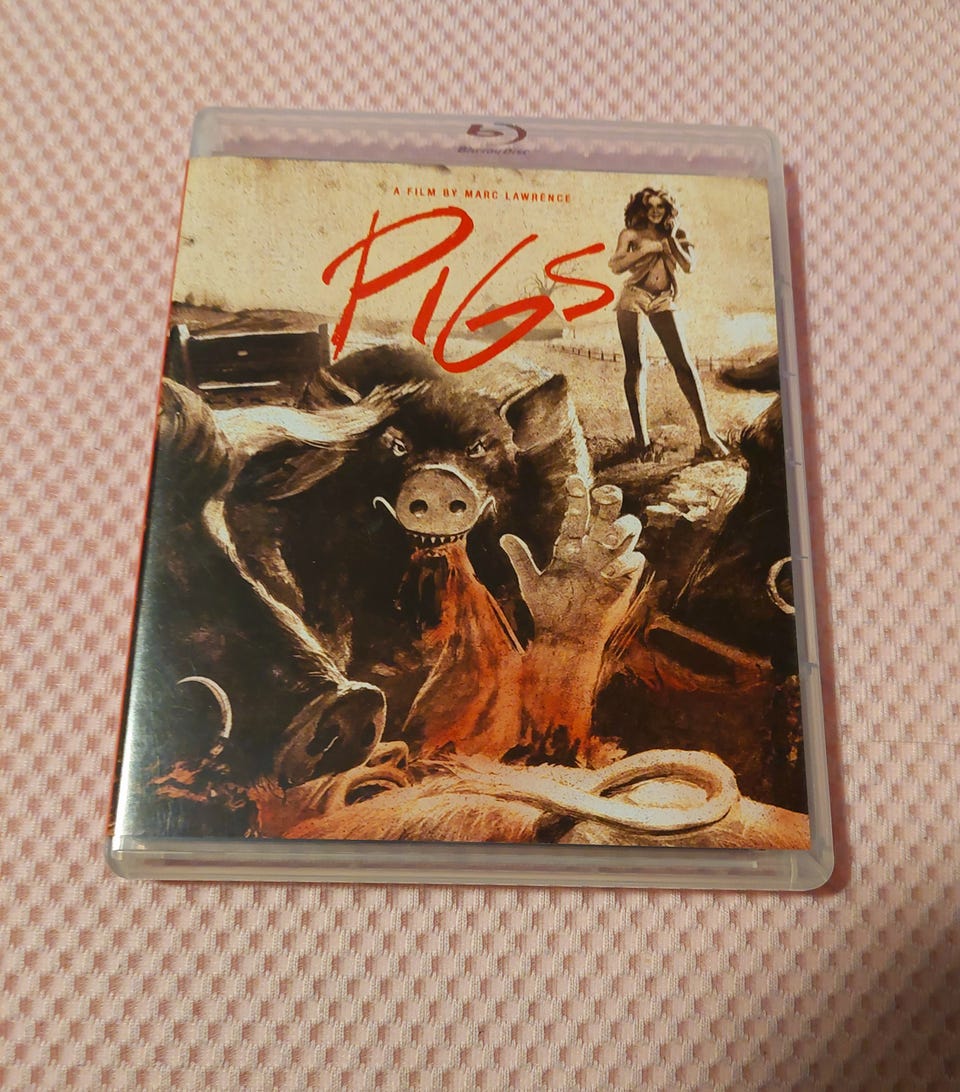 Blu-ray Disc
A FILM BY MARC LAWRENCE
PIGS